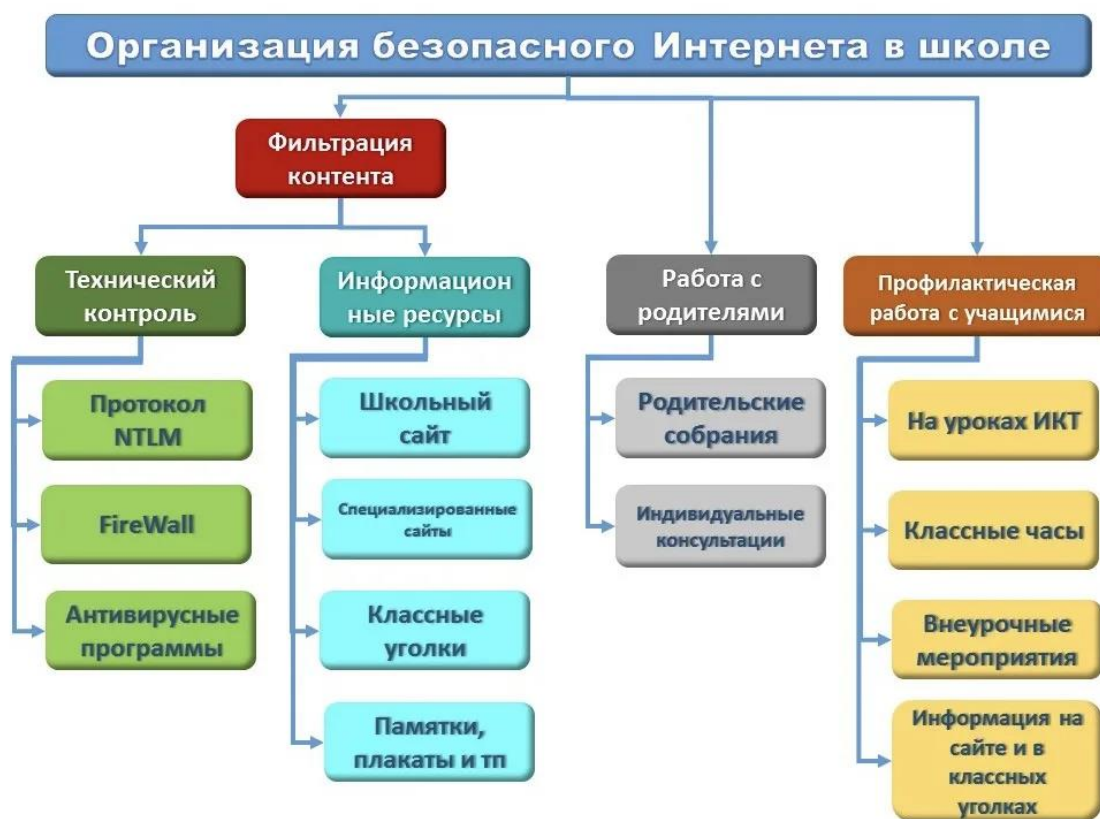 Организация безопасного Интернета в школе
Фильтрация
контента
Технический
контроль
Информацион
ные ресурсы
Работа с
родителями
Профилактическая
работа с учащимися
Протокол
NTLM
FireWall
Антивирусные
программы
Школьный
сайт
Специализированные
сайты
Классные
уголки
Памятки,
плакаты и тп
Родительские
собрания
Индивидуальные
консультации
На уроках ИКТ
Классные часы
Внеурочные
мероприятия
Информация на
сайте и в
классных
уголках